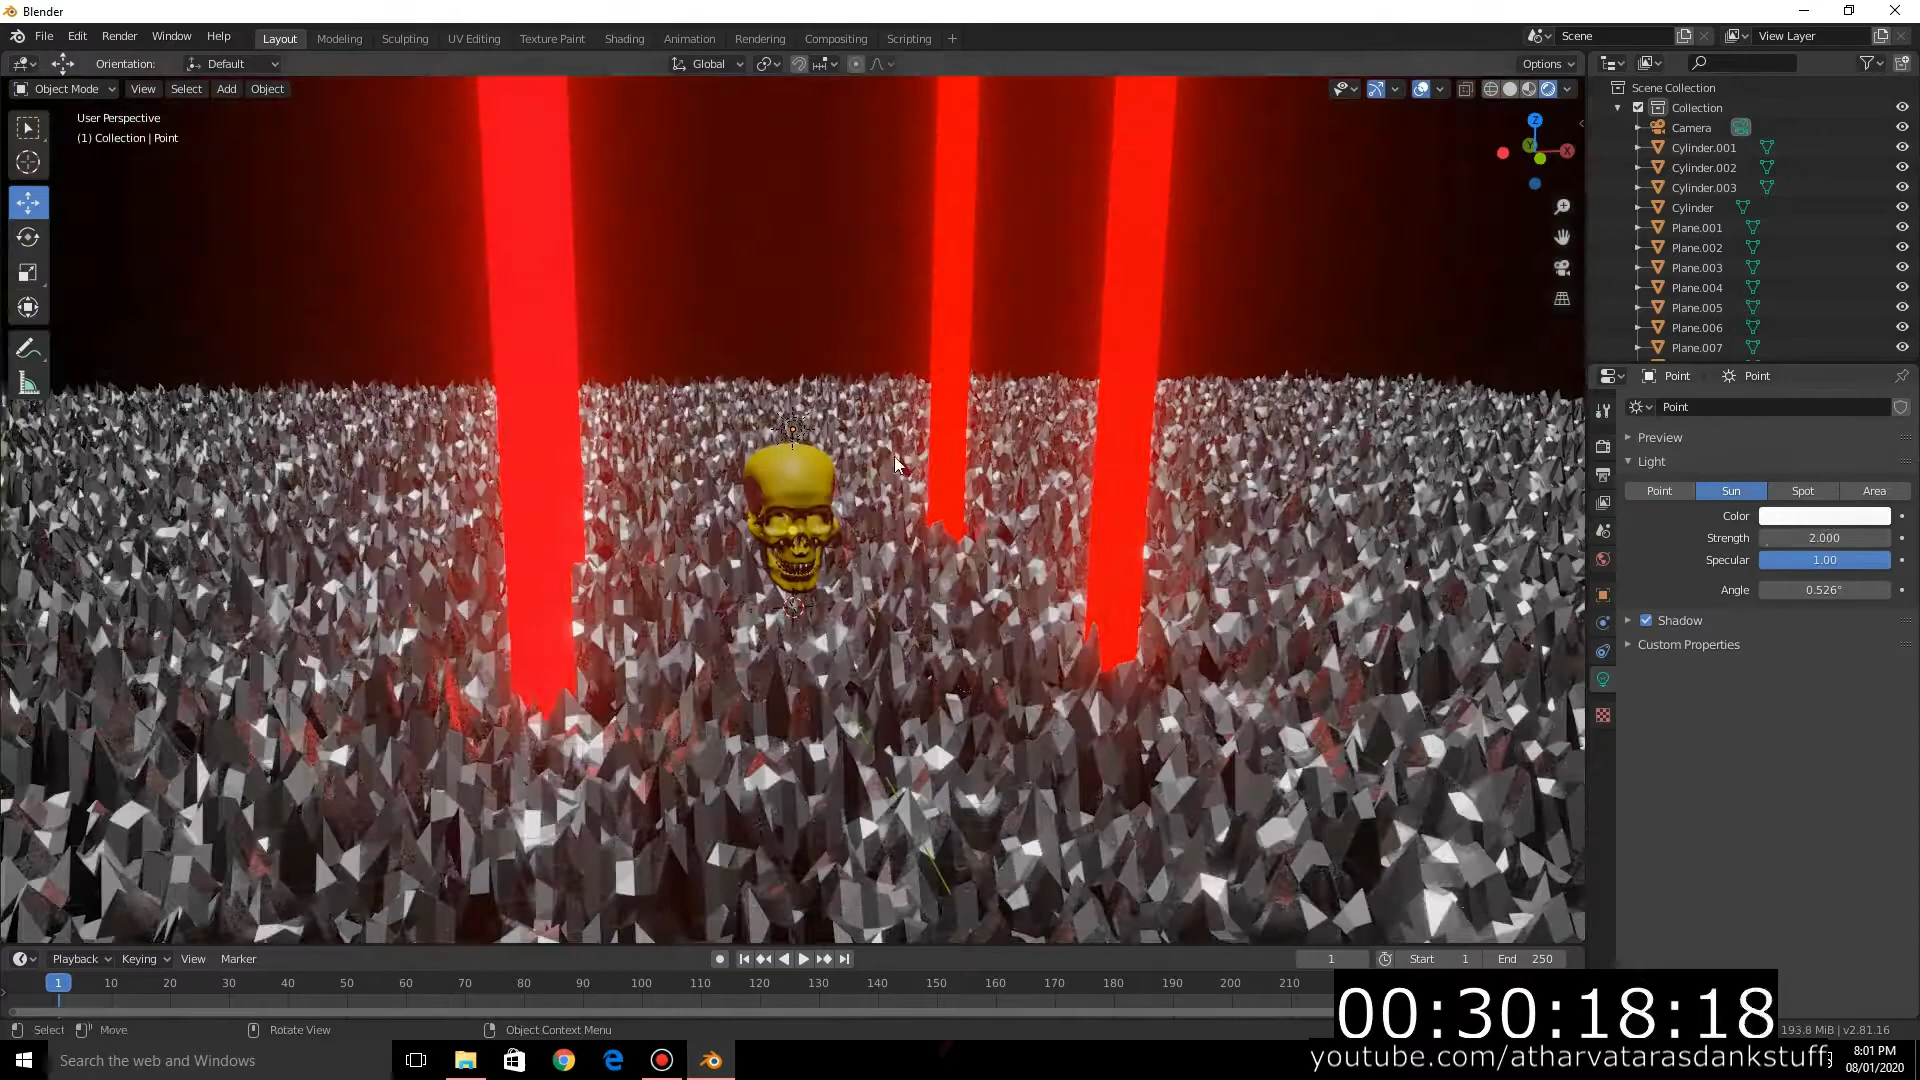 Blender
File Edit Render Window Help
Layout Modeling Sculpting UV Editing Texture Paint Shading Animation Rendering Compositing Scripting +
Scene
View Layer
Orientation: Default
Global
Options
Object Mode View Select Add Object
User Perspective
(1) Collection | Point
Z
X
Y
Scene Collection
Collection
Camera
Cylinder.001
Cylinder.002
Cylinder.003
Cylinder
Plane.001
Plane.002
Plane.003
Plane.004
Plane.005
Plane.006
Plane.007
Point Point
Point
Preview
Light
Point Sun Spot Area
Color
Strength 2.000
Specular 1.00
Angle 0.526°
Shadow
Custom Properties
Playback Keying View Marker
1 Start 1 End 250
1 10 20 30 40 50 60 70 80 90 100 110 120 130 140 150 160 170 180 190 200 210
00:30:18:18
Select Move Rotate View Object Context Menu
193.8 MiB | v2.81.16
Search the web and Windows
youtube.com/atharvatarasdankstuff
8:01 PM
08/01/2020